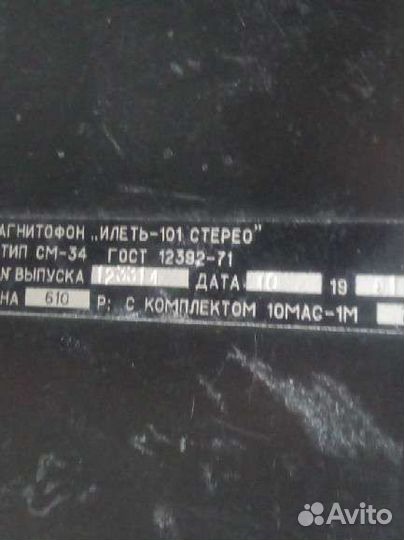 АГНИТОФОН „ИЛЕТЬ-101 СТЕРЕО"
ТИП СМ-34 ГОСТ 12392-71
ВЫПУСКА ДАТА 10 19
НА 610 Р; С КОМПЛЕКТОМ 10МАС-1М
Avito